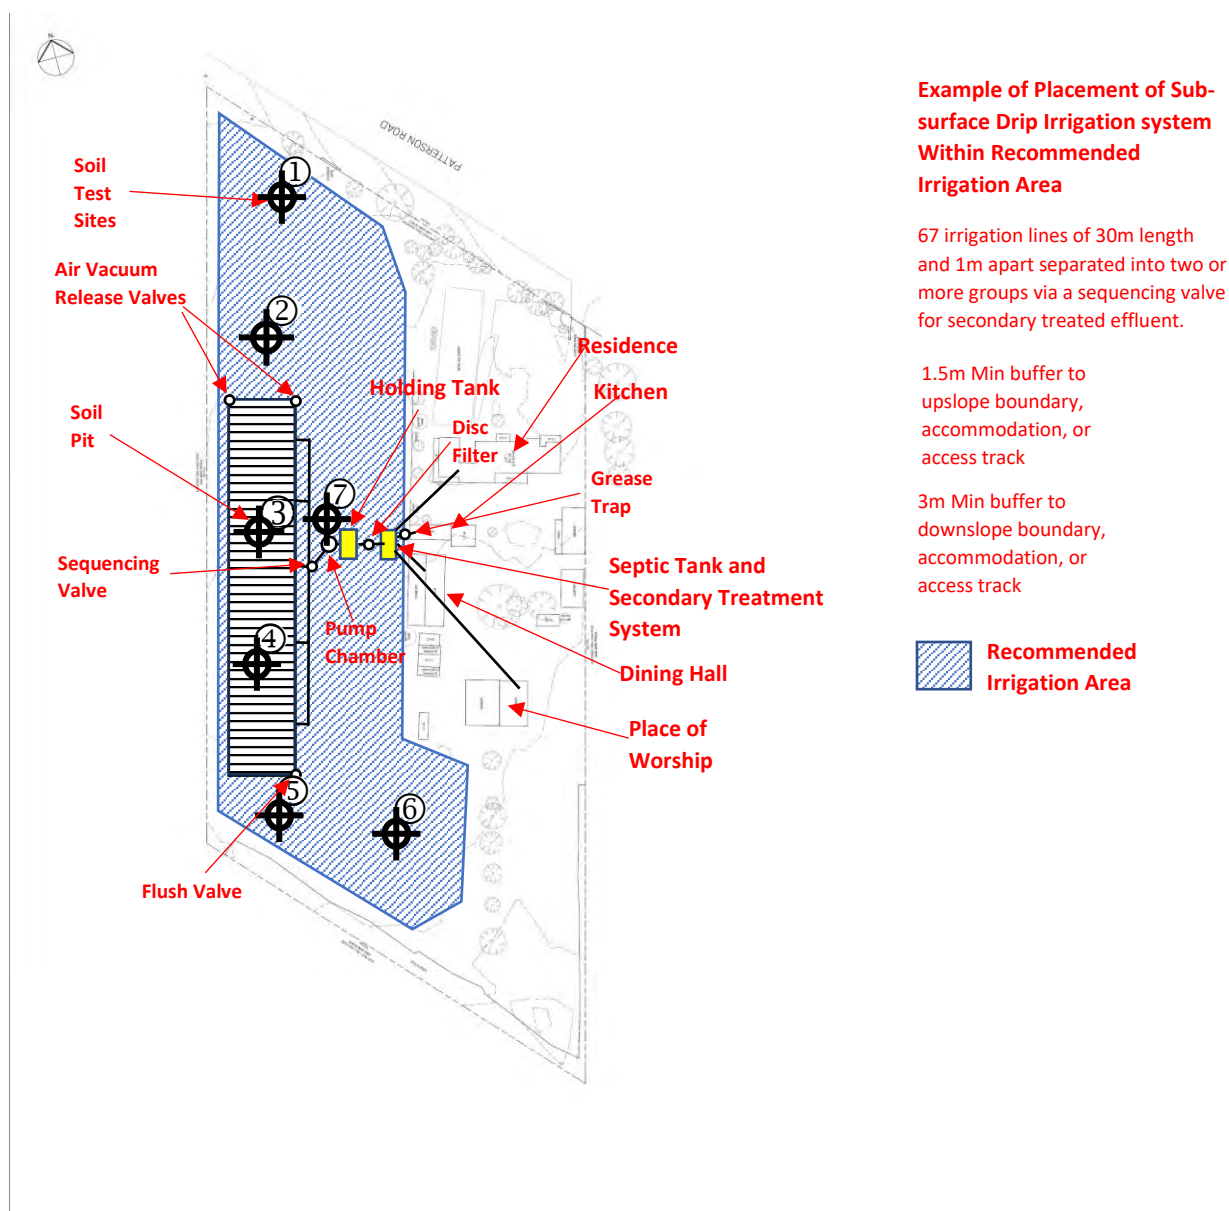 N
PATTERSON ROAD
Example of Placement of Sub-
surface Drip Irrigation system
Within Recommended
Irrigation Area
67 irrigation lines of 30m length
and 1m apart separated into two or
more groups via a sequencing valve
for secondary treated effluent.
1.5m Min buffer to
upslope boundary,
accommodation, or
access track
3m Min buffer to
downslope boundary,
accommodation, or
access track
Recommended
Irrigation Area
Soil
Test
Sites
1
Air Vacuum
Release Valves
2
Residence
Holding Tank
Kitchen
Soil
Pit
Disc
Filter
Grease
Trap
3
7
Sequencing
Valve
Septic Tank and
Secondary Treatment
System
Pump
Chamber
4
Dining Hall
Place of
Worship
5
6
Flush Valve